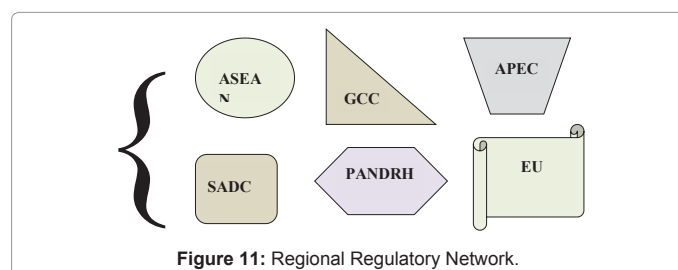 ASEA
N
GCC
APEC
SADC
PANDRH
EU
Figure 11: Regional Regulatory Network.